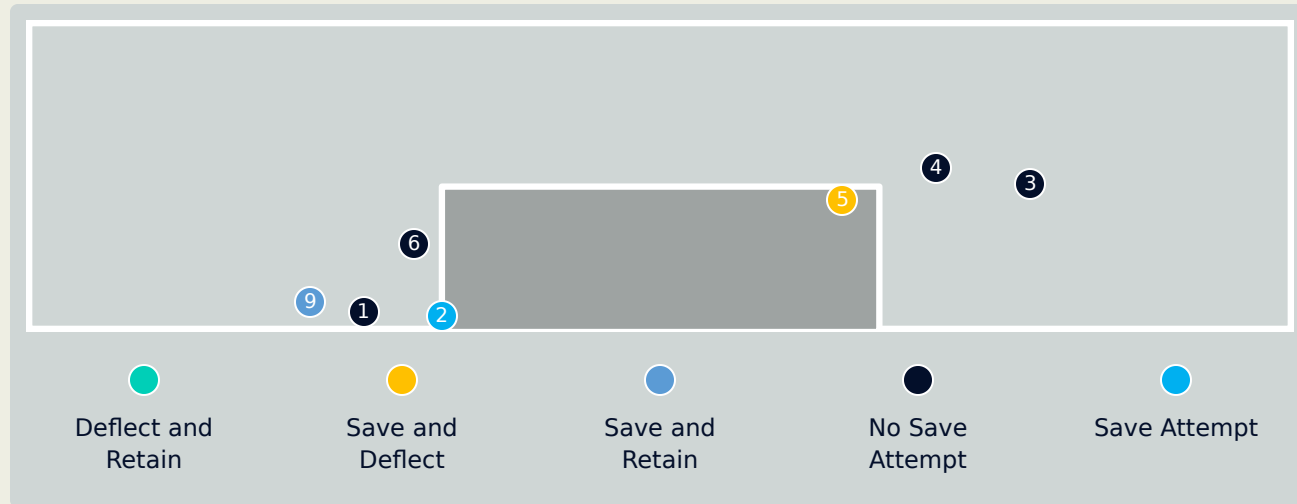 4
3
5
6
9
1
2
Deflect and
Retain
Save and
Deflect
Save and
Retain
No Save
Attempt
Save Attempt